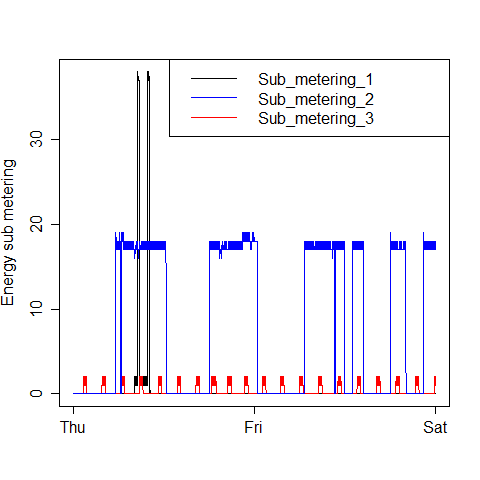 Sub_metering_1
Sub_metering_2
Sub_metering_3
Energy sub metering
30
20
10
0
Thu Fri Sat